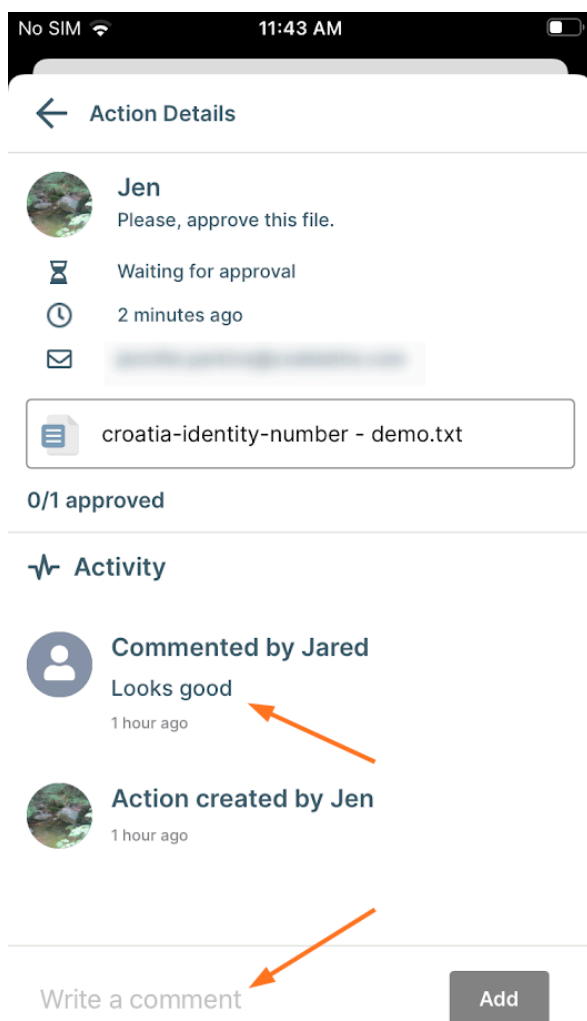 No SIM 11:43 AM
Action Details
Jen
Please, approve this file.
Waiting for approval
2 minutes ago
croatia-identity-number - demo.txt
0/1 approved
Activity
Commented by Jared
Looks good
1 hour ago
Action created by Jen
1 hour ago
Write a comment Add